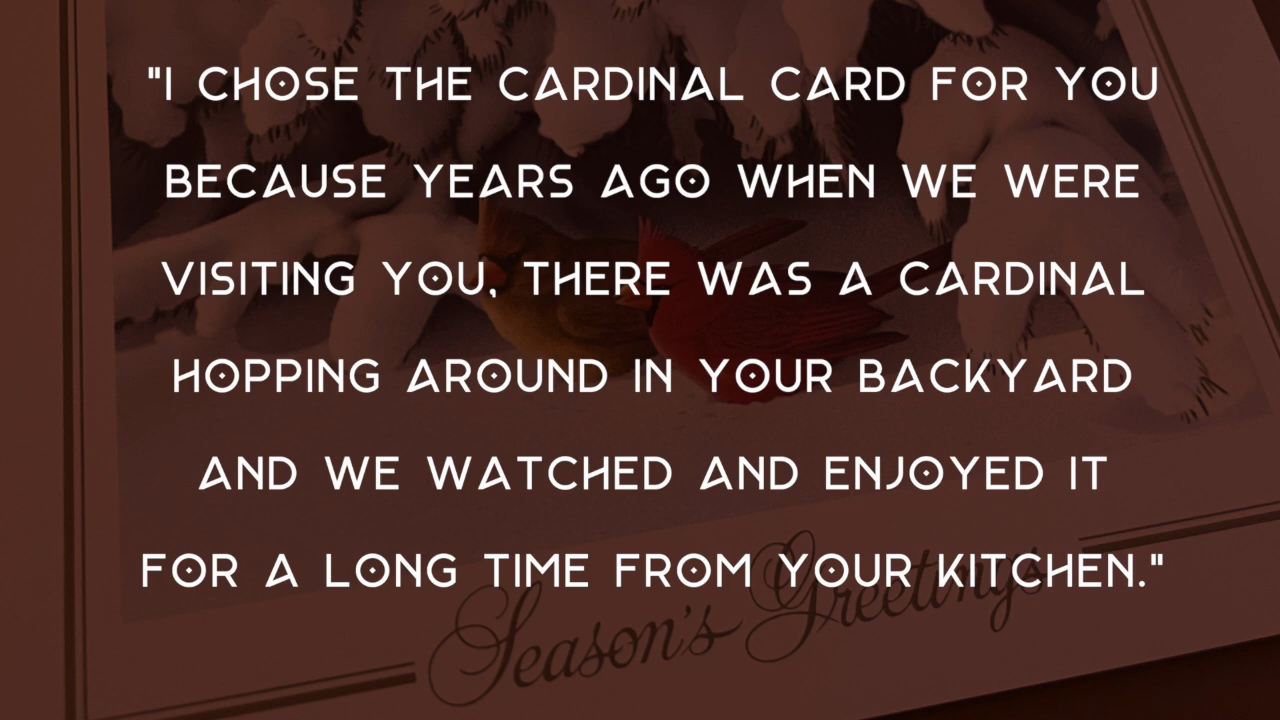 "I CHOSE THE CARDINAL CARD FOR YOU
BECAUSE YEARS AGO WHEN WE WERE
VISITING YOU, THERE WAS A CARDINAL
HOPPING AROUND IN YOUR BACKYARD
AND WE WATCHED AND ENJOYED IT
FOR A LONG TIME FROM YOUR KITCHEN."
Season's Greetings